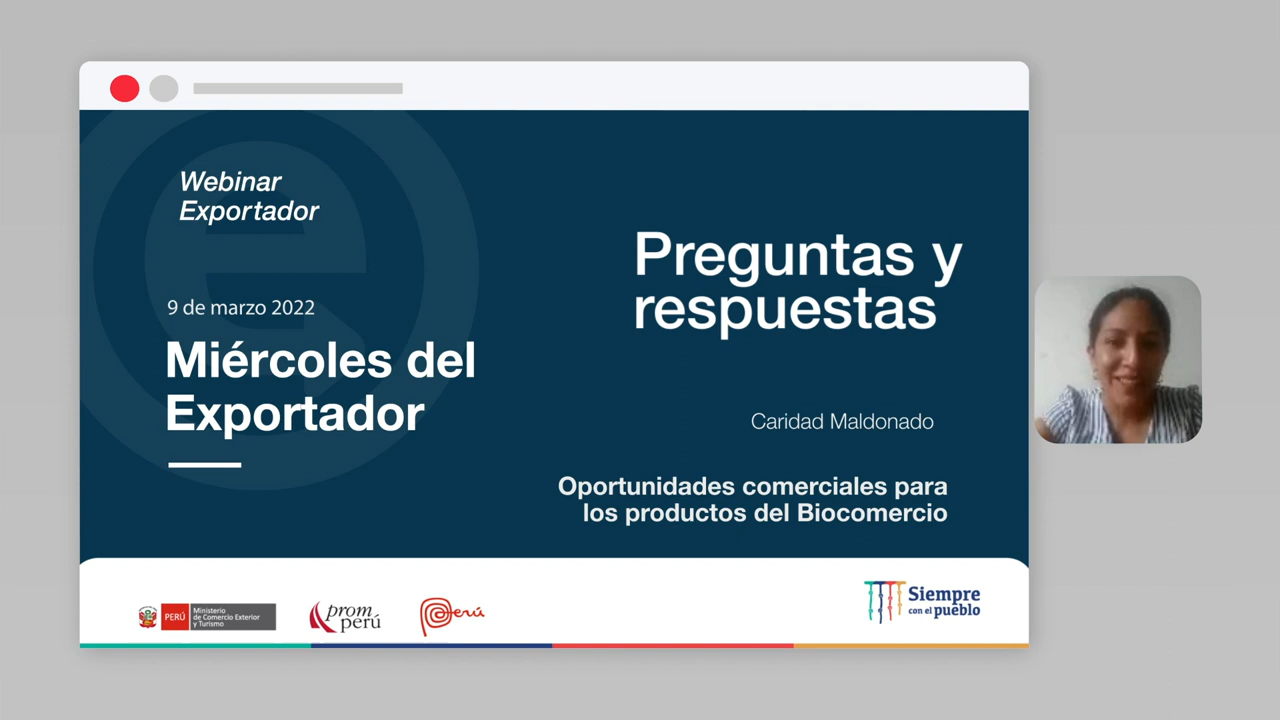 Webinar
Exportador
9 de marzo 2022
Miércoles del
Exportador
Preguntas y
respuestas
Caridad Maldonado
Oportunidades comerciales para
los productos del Biocomercio
PERÚ
Ministerio
de Comercio Exterior
y Turismo
prom
perú
Perú
Siempre
con el pueblo